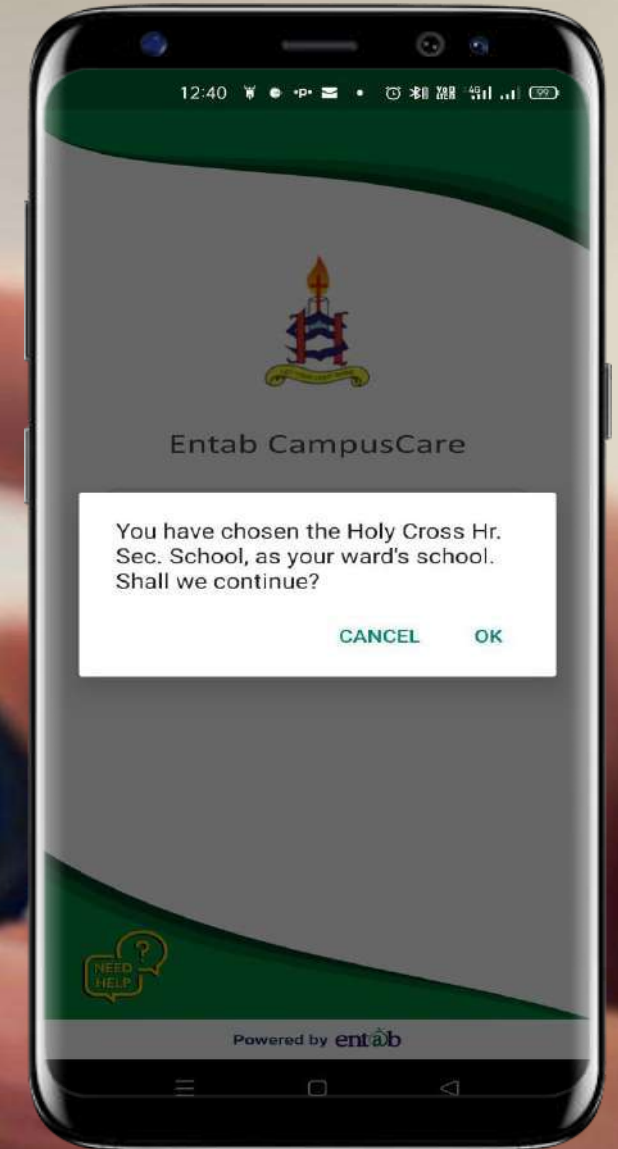 12:40
99
Entab CampusCare
You have chosen the Holy Cross Hr.
Sec. School, as your ward's school.
Shall we continue?
CANCEL OK
?
NEED
HELP
Powered by entab